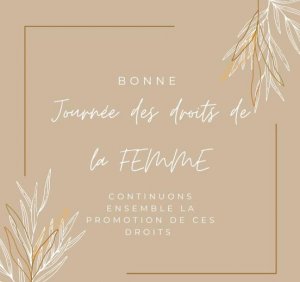 BONNE
Journée des droits de
la FEMME
CONTINUONS
ENSEMBLE LA
PROMOTION DE CES
DROITS